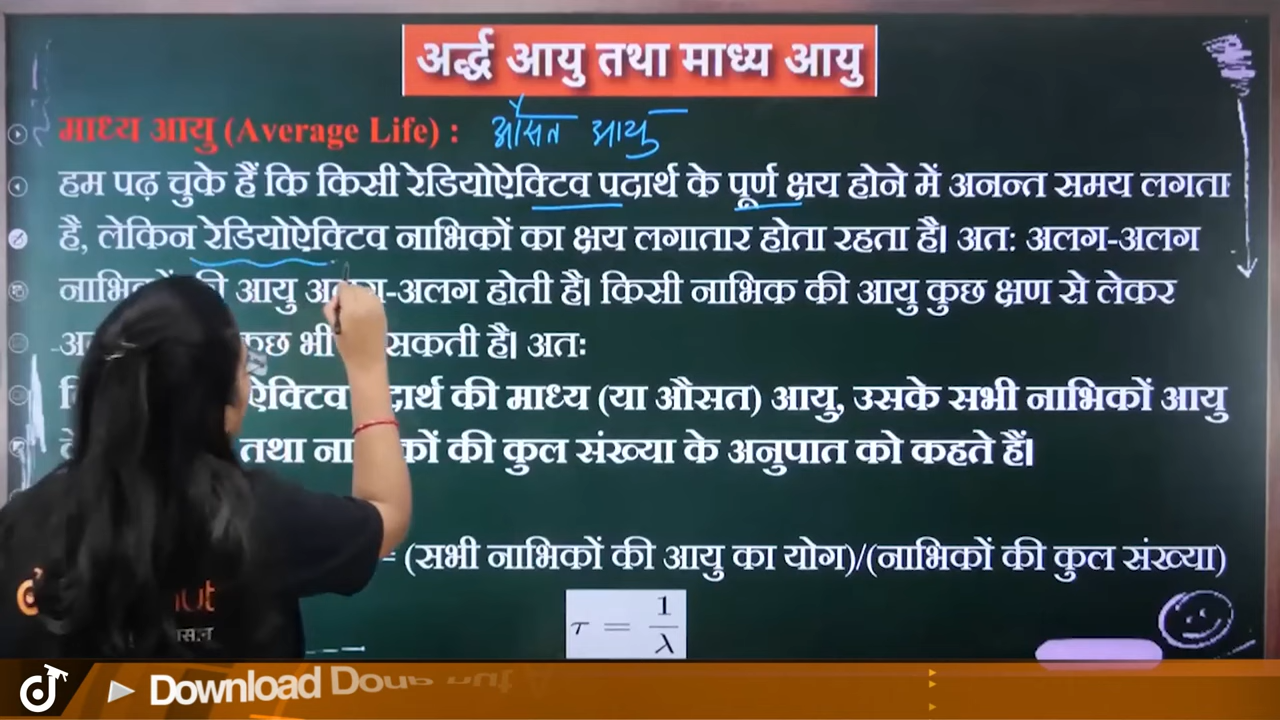 अर्द्ध आयु तथा माध्य आयु
माध्य आयु (Average Life) : औसत आयु
हम पढ़ चुके हैं कि किसी रेडियोऐक्टिव पदार्थ के पूर्ण क्षय होने में अनन्त समय लगता
है, लेकिन रेडियोऐक्टिव नाभिकों का क्षय लगातार होता रहता है। अतः अलग-अलग
की आयु अलग-अलग होती है। किसी नाभिक की आयु कुछ क्षण से लेकर
कुछ भी सकती है। अतः
की माध्य (या औसत) आयु, उसके सभी नाभिकों आयु
तथा की कुल संख्या के अनुपात को कहते हैं।
= (सभी नाभिकों की आयु का योग)/(नाभिकों की कुल संख्या)
τ = 1/λ
Download